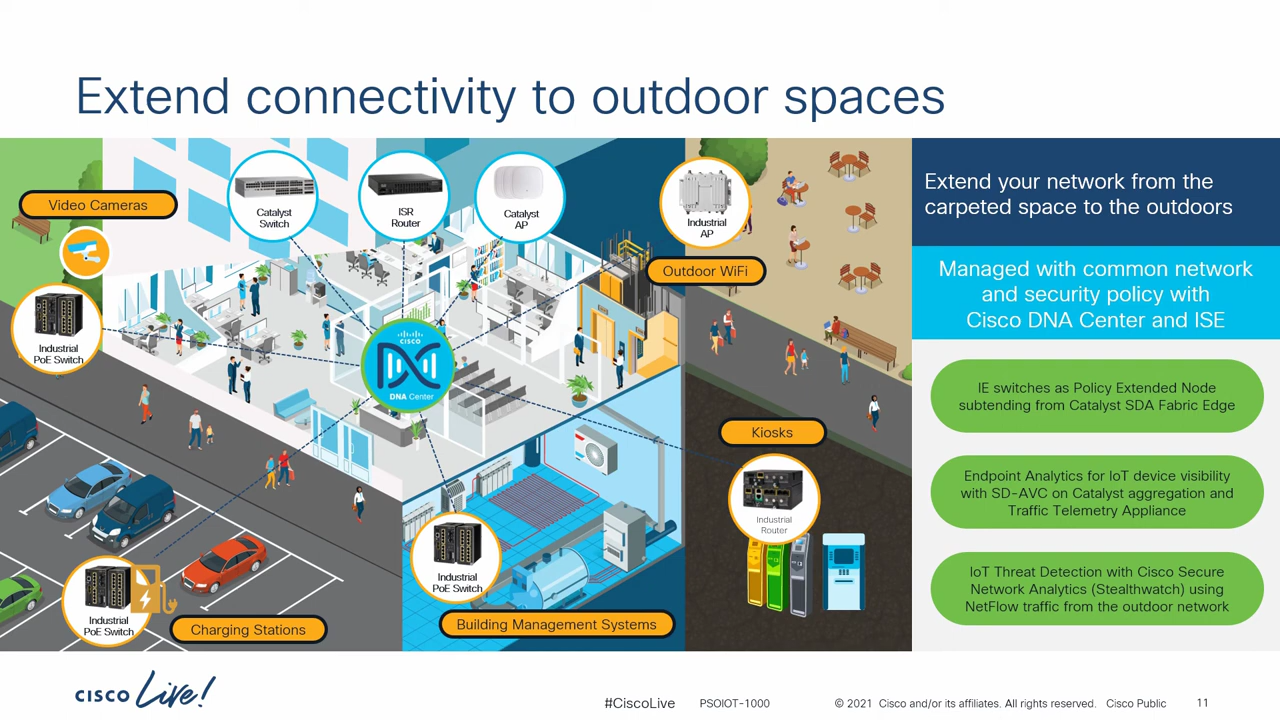 Extend connectivity to outdoor spaces
Video Cameras
Catalyst
Switch
ISR
Router
Catalyst
AP
Industrial
AP
Outdoor WiFi
Industrial
PoE Switch
CISCO
DNA Center
Kiosks
Industrial
Router
Industrial
PoE Switch
Building Management Systems
Industrial
PoE Switch
Charging Stations
Extend your network from the
carpeted space to the outdoors
Managed with common network
and security policy with
Cisco DNA Center and ISE
IE switches as Policy Extended Node
subtending from Catalyst SDA Fabric Edge
Endpoint Analytics for IoT device visibility
with SD-AVC on Catalyst aggregation and
Traffic Telemetry Appliance
IoT Threat Detection with Cisco Secure
Network Analytics (Stealthwatch) using
NetFlow traffic from the outdoor network
CISCO Live!
#CiscoLive
PSOIOT-1000
© 2021 Cisco and/or its affiliates. All rights reserved. Cisco Public
11